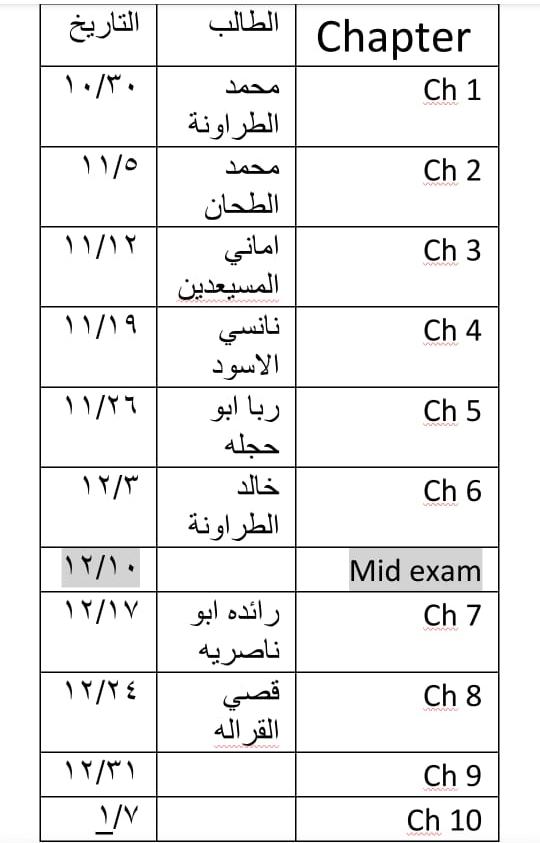 Chapter الطالب التاريخ
Ch 1 محمد ١٠/٣٠
الطراونة
Ch 2 محمد ١١/٥
الطحان
Ch 3 اماني ١١/١٢
المسيعدين
Ch 4 نانسي ١١/١٩
الاسود
Ch 5 ربا ابو ١١/٢٦
حجله
Ch 6 خالد ١٢/٣
الطراونة
Mid exam ١٢/١٠
Ch 7 رائده ابو ١٢/١٧
ناصريه
Ch 8 قصي ١٢/٢٤
القراله
Ch 9 ١٢/٣١
Ch 10 ١/٧